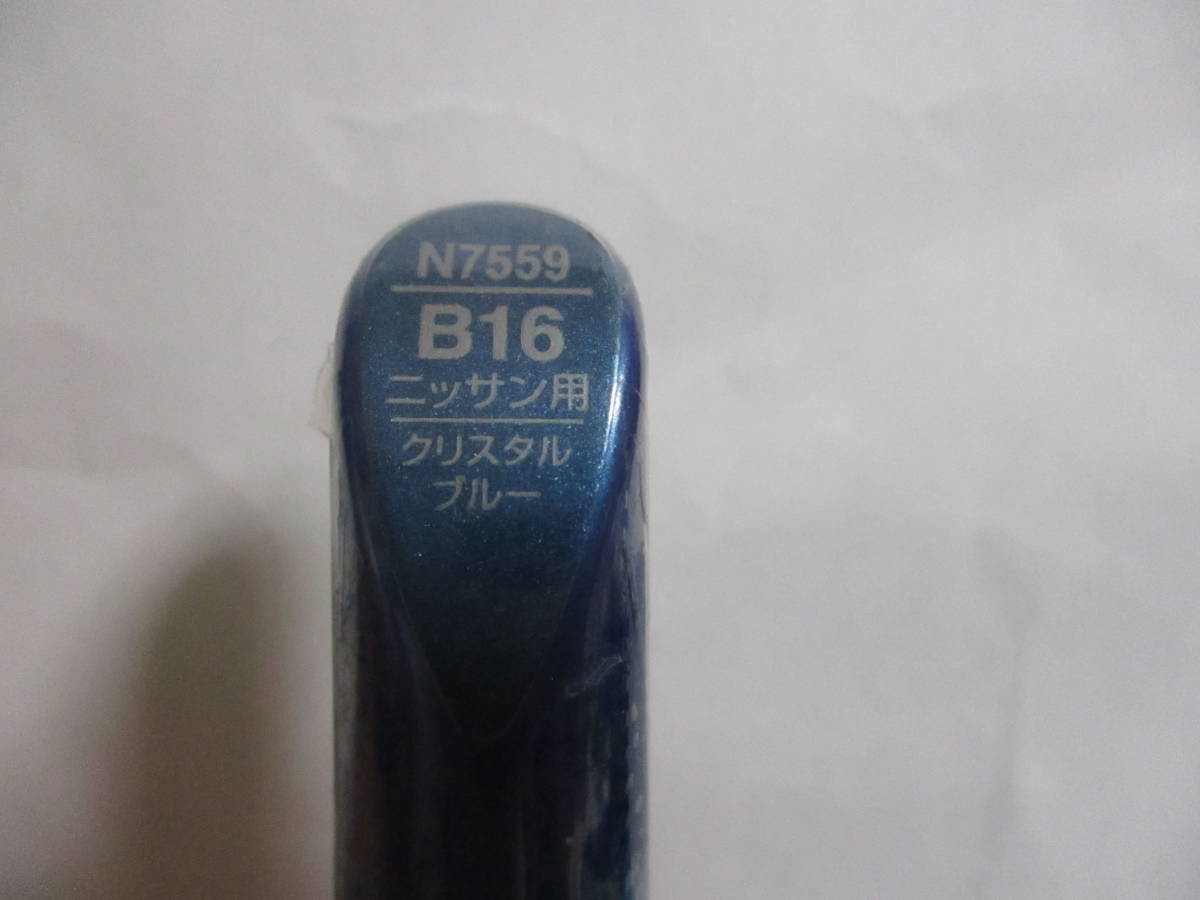 N7559
B16
ニッサン用
クリスタル
ブルー